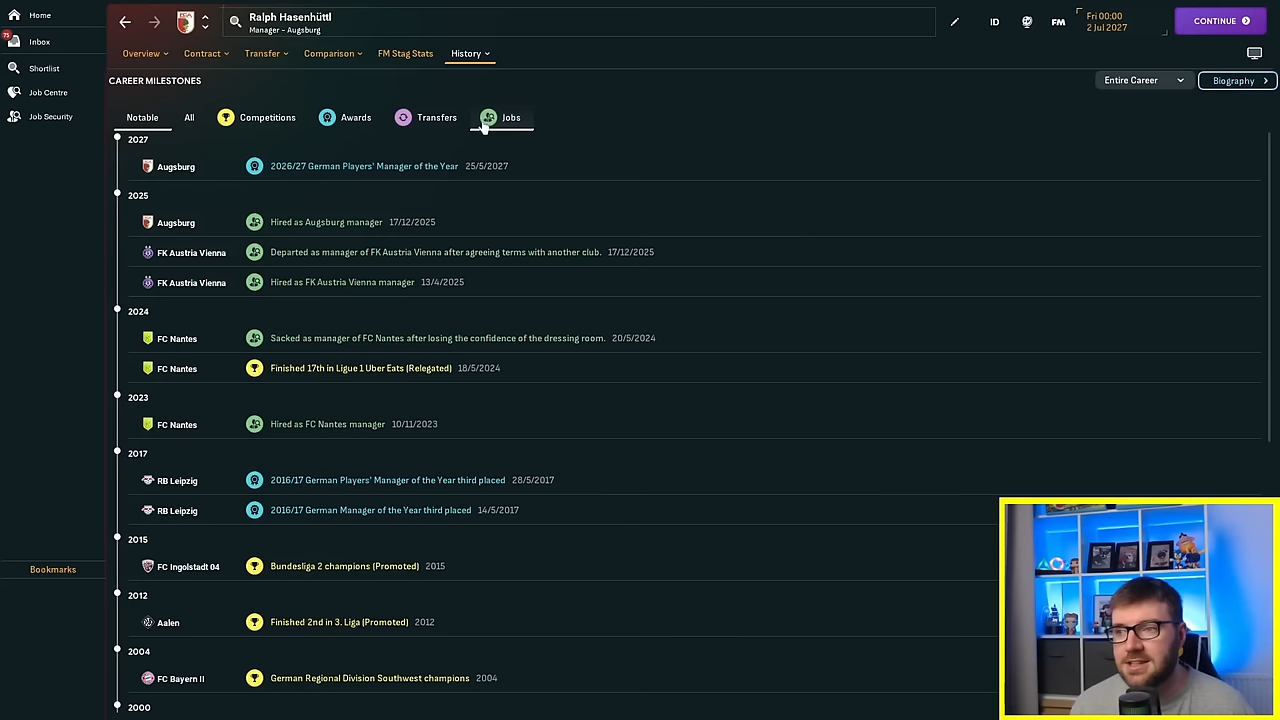 Home
Ralph Hasenhüttl
Manager - Augsburg
ID
FM
Fri 00:00
2 Jul 2027
CONTINUE
75
Inbox
Shortlist
Job Centre
Job Security
Bookmarks
Overview
Contract
Transfer
Comparison
FM Stag Stats
History
CAREER MILESTONES
Entire Career
Biography
Notable
All
Competitions
Awards
Transfers
Jobs
2027
Augsburg 2026/27 German Players' Manager of the Year 25/5/2027
2025
Augsburg Hired as Augsburg manager 17/12/2025
FK Austria Vienna Departed as manager of FK Austria Vienna after agreeing terms with another club. 17/12/2025
FK Austria Vienna Hired as FK Austria Vienna manager 13/4/2025
2024
FC Nantes Sacked as manager of FC Nantes after losing the confidence of the dressing room. 20/5/2024
FC Nantes Finished 17th in Ligue 1 Uber Eats (Relegated) 18/5/2024
2023
FC Nantes Hired as FC Nantes manager 10/11/2023
2017
RB Leipzig 2016/17 German Players' Manager of the Year third placed 28/5/2017
RB Leipzig 2016/17 German Manager of the Year third placed 14/5/2017
2015
FC Ingolstadt 04 Bundesliga 2 champions (Promoted) 2015
2012
Aalen Finished 2nd in 3. Liga (Promoted) 2012
2004
FC Bayern II German Regional Division Southwest champions 2004
2000